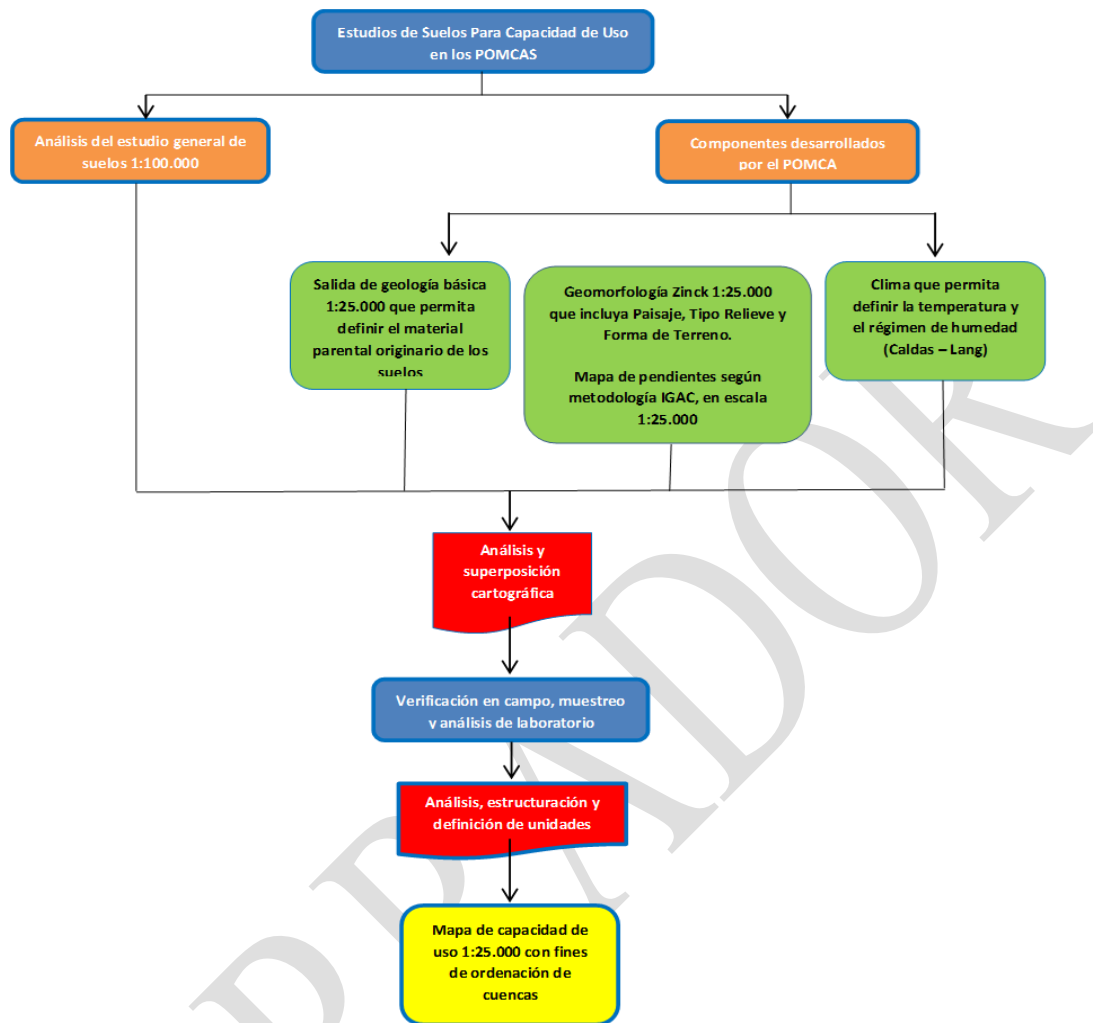 Estudios de Suelos Para Capacidad de Uso
en los POMCAS
Análisis del estudio general de
suelos 1:100.000
Componentes desarrollados
por el POMCA
Salida de geología básica
1:25.000 que permita
definir el material
parental originario de los
suelos
Geomorfología Zinck 1:25.000
que incluya Paisaje, Tipo Relieve y
Forma de Terreno.
Mapa de pendientes según
metodología IGAC, en escala
1:25.000
Clima que permita
definir la temperatura y
el régimen de humedad
(Caldas – Lang)
Análisis y
superposición
cartográfica
Verificación en campo, muestreo
y análisis de laboratorio
Análisis, estructuración y
definición de unidades
Mapa de capacidad de
uso 1:25.000 con fines
de ordenación de
cuencas